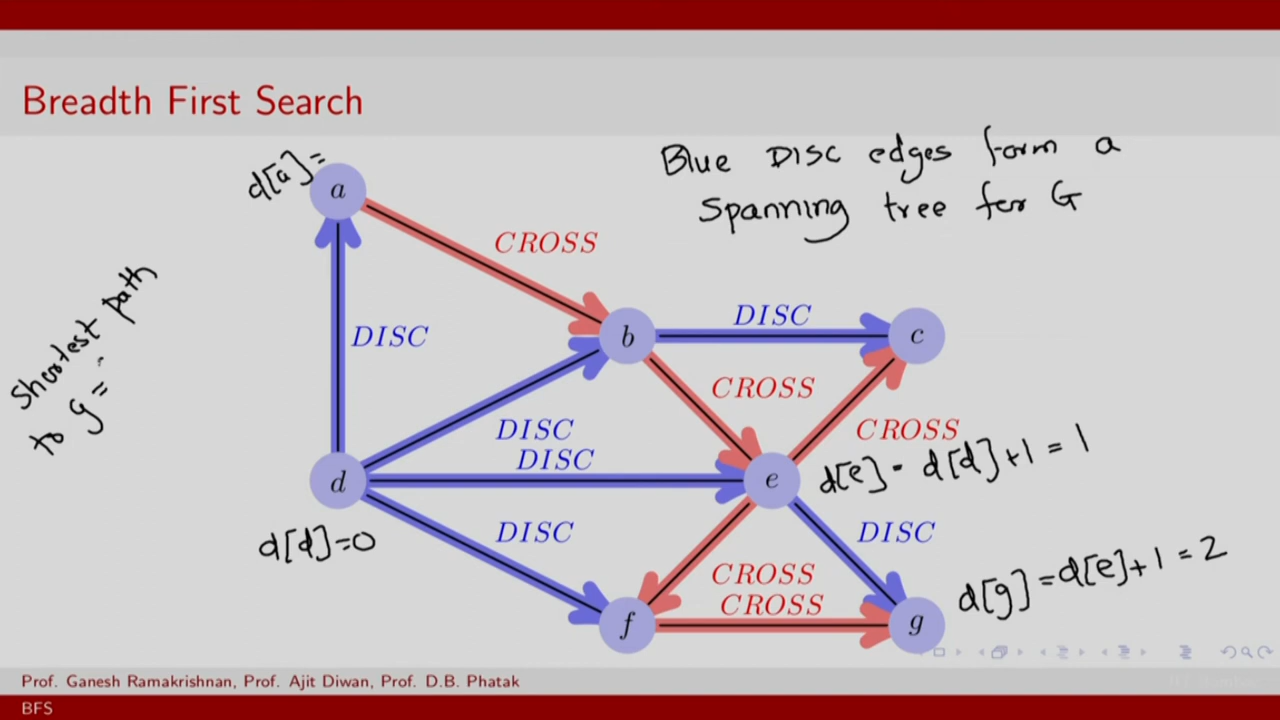 Breadth First Search
Blue DISC edges form a
spanning tree for G
d[a]=
a
CROSS
shortest path
to g =
DISC
b
DISC
c
CROSS
DISC
CROSS
DISC
d
e
d[e] = d[d]+1 = 1
d[d]=0
DISC
DISC
CROSS
d[g]=d[e]+1=2
CROSS
f
g
Prof. Ganesh Ramakrishnan, Prof. Ajit Diwan, Prof. D.B. Phatak
BFS